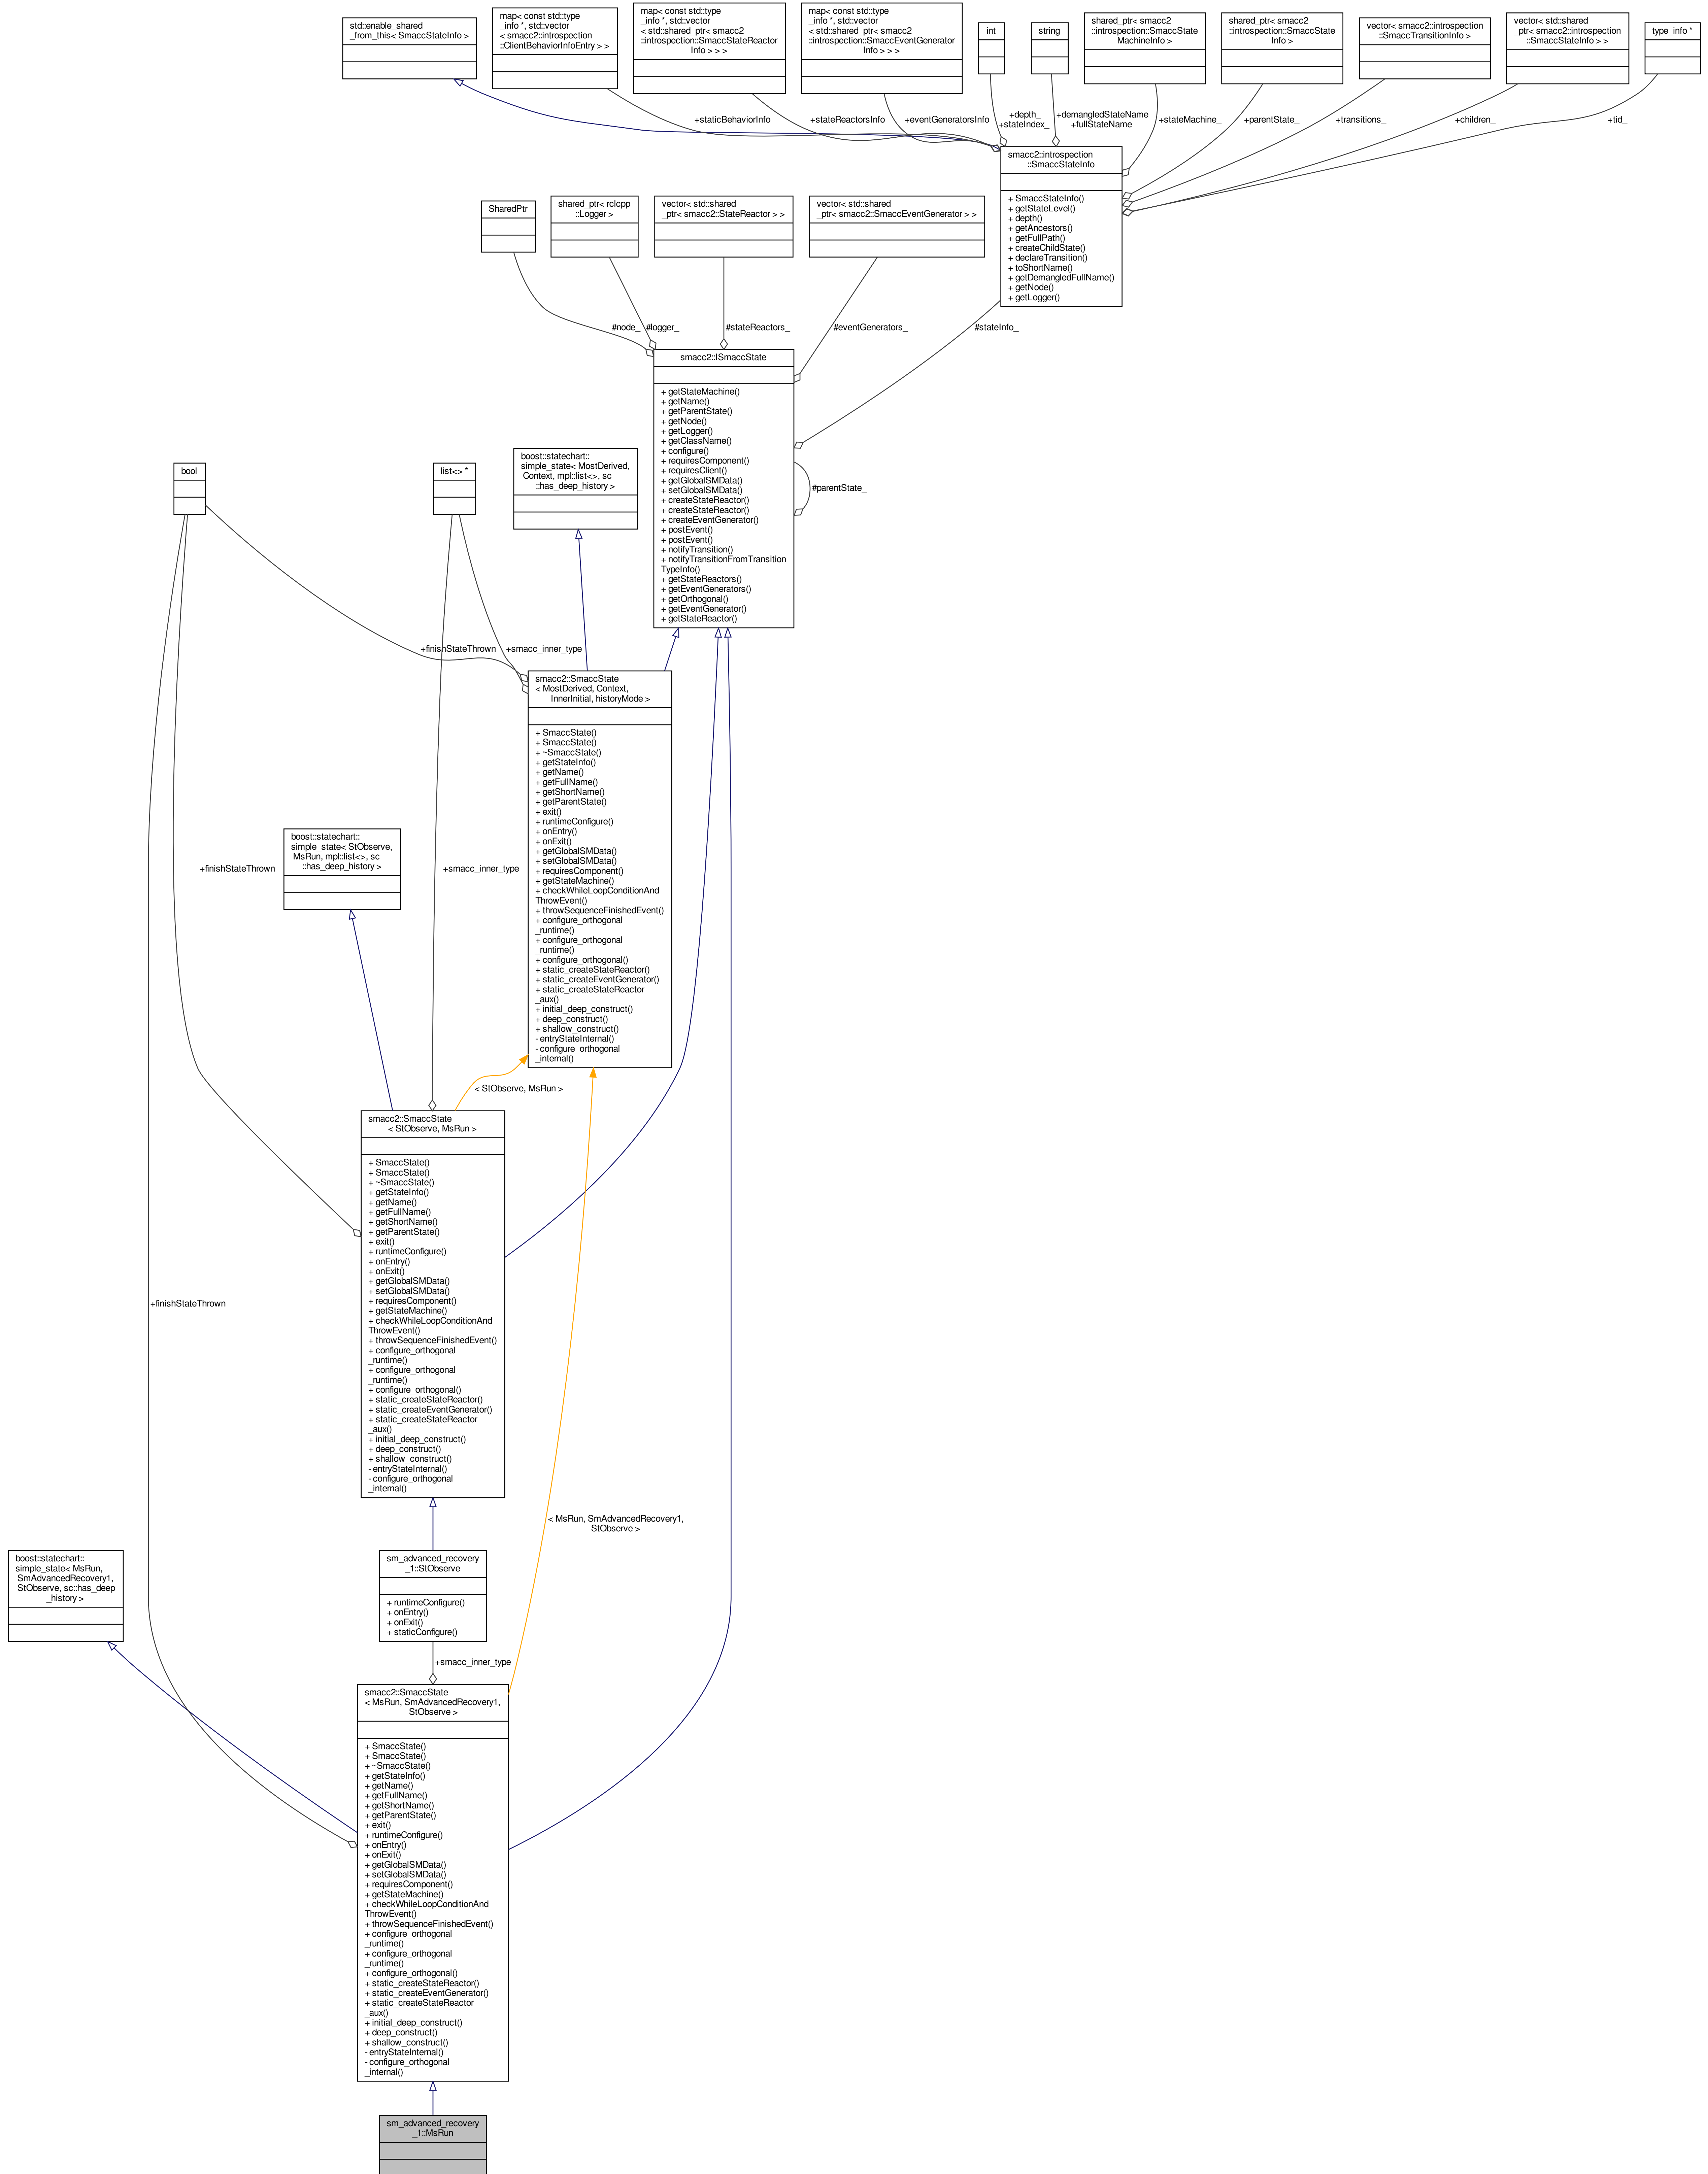 std::enable_shared
_from_this< SmaccStateInfo >
map< const std::type
_info *, std::vector
< smacc2::introspection
::ClientBehaviorInfoEntry > >
map< const std::type
_info *, std::vector
< std::shared_ptr< smacc2
::introspection::SmaccStateReactor
Info > > >
map< const std::type
_info *, std::vector
< std::shared_ptr< smacc2
::introspection::SmaccEventGenerator
Info > > >
int
string
shared_ptr< smacc2
::introspection::SmaccState
MachineInfo >
shared_ptr< smacc2
::introspection::SmaccState
Info >
vector< smacc2::introspection
::SmaccTransitionInfo >
vector< std::shared
_ptr< smacc2::introspection
::SmaccStateInfo > >
type_info *
+staticBehaviorInfo
+stateReactorsInfo
+eventGeneratorsInfo
+depth_
+stateIndex_
+demangledStateName
+fullStateName
+stateMachine_
+parentState_
+transitions_
+children_
+tid_
smacc2::introspection
::SmaccStateInfo
+ SmaccStateInfo()
+ getStateLevel()
+ depth()
+ getAncestors()
+ getFullPath()
+ createChildState()
+ declareTransition()
+ toShortName()
+ getDemangledFullName()
+ getNode()
+ getLogger()
SharedPtr
shared_ptr< rclcpp
::Logger >
vector< std::shared
_ptr< smacc2::StateReactor > >
vector< std::shared
_ptr< smacc2::SmaccEventGenerator > >
#node_
#logger_
#stateReactors_
#eventGenerators_
#stateInfo_
smacc2::ISmaccState
+ getStateMachine()
+ getName()
+ getParentState()
+ getNode()
+ getLogger()
+ getClassName()
+ configure()
+ requiresComponent()
+ requiresClient()
+ getGlobalSMData()
+ setGlobalSMData()
+ createStateReactor()
+ createStateReactor()
+ createEventGenerator()
+ postEvent()
+ postEvent()
+ notifyTransition()
+ notifyTransitionFromTransition
TypeInfo()
+ getStateReactors()
+ getEventGenerators()
+ getOrthogonal()
+ getEventGenerator()
+ getStateReactor()
#parentState_
bool
list<> *
boost::statechart::
simple_state< MostDerived,
Context, mpl::list<>, sc
::has_deep_history >
+finishStateThrown
+smacc_inner_type
smacc2::SmaccState
< MostDerived, Context,
InnerInitial, historyMode >
+ SmaccState()
+ SmaccState()
+ ~SmaccState()
+ getStateInfo()
+ getName()
+ getFullName()
+ getShortName()
+ getParentState()
+ exit()
+ runtimeConfigure()
+ onEntry()
+ onExit()
+ getGlobalSMData()
+ setGlobalSMData()
+ requiresComponent()
+ getStateMachine()
+ checkWhileLoopConditionAnd
ThrowEvent()
+ throwSequenceFinishedEvent()
+ configure_orthogonal
_runtime()
+ configure_orthogonal
_runtime()
+ configure_orthogonal()
+ static_createStateReactor()
+ static_createEventGenerator()
+ static_createStateReactor
_aux()
+ initial_deep_construct()
+ deep_construct()
+ shallow_construct()
- entryStateInternal()
- configure_orthogonal
_internal()
boost::statechart::
simple_state< StObserve,
MsRun, mpl::list<>, sc
::has_deep_history >
+finishStateThrown
+smacc_inner_type
< StObserve, MsRun >
smacc2::SmaccState
< StObserve, MsRun >
+ SmaccState()
+ SmaccState()
+ ~SmaccState()
+ getStateInfo()
+ getName()
+ getFullName()
+ getShortName()
+ getParentState()
+ exit()
+ runtimeConfigure()
+ onEntry()
+ onExit()
+ getGlobalSMData()
+ setGlobalSMData()
+ requiresComponent()
+ getStateMachine()
+ checkWhileLoopConditionAnd
ThrowEvent()
+ throwSequenceFinishedEvent()
+ configure_orthogonal
_runtime()
+ configure_orthogonal
_runtime()
+ configure_orthogonal()
+ static_createStateReactor()
+ static_createEventGenerator()
+ static_createStateReactor
_aux()
+ initial_deep_construct()
+ deep_construct()
+ shallow_construct()
- entryStateInternal()
- configure_orthogonal
_internal()
+finishStateThrown
< MsRun, SmAdvancedRecovery1,
StObserve >
boost::statechart::
simple_state< MsRun,
SmAdvancedRecovery1,
StObserve, sc::has_deep
_history >
sm_advanced_recovery
_1::StObserve
+ runtimeConfigure()
+ onEntry()
+ onExit()
+ staticConfigure()
+smacc_inner_type
smacc2::SmaccState
< MsRun, SmAdvancedRecovery1,
StObserve >
+ SmaccState()
+ SmaccState()
+ ~SmaccState()
+ getStateInfo()
+ getName()
+ getFullName()
+ getShortName()
+ getParentState()
+ exit()
+ runtimeConfigure()
+ onEntry()
+ onExit()
+ getGlobalSMData()
+ setGlobalSMData()
+ requiresComponent()
+ getStateMachine()
+ checkWhileLoopConditionAnd
ThrowEvent()
+ throwSequenceFinishedEvent()
+ configure_orthogonal
_runtime()
+ configure_orthogonal
_runtime()
+ configure_orthogonal()
+ static_createStateReactor()
+ static_createEventGenerator()
+ static_createStateReactor
_aux()
+ initial_deep_construct()
+ deep_construct()
+ shallow_construct()
- entryStateInternal()
- configure_orthogonal
_internal()
sm_advanced_recovery
_1::MsRun